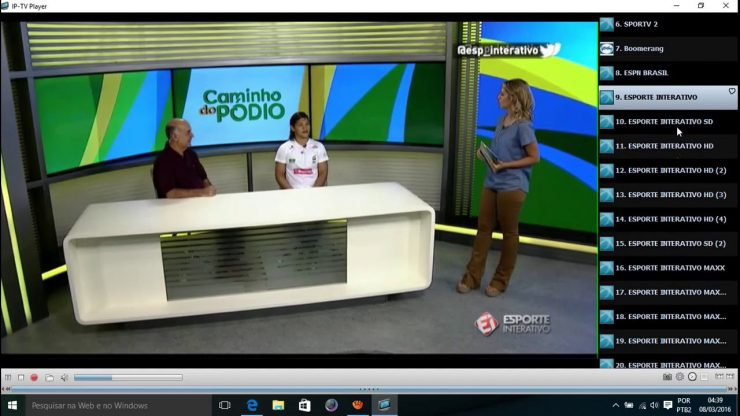 IP-TV Player
@esp_interativo
Caminho
do PÓDIO
EI ESPORTE
INTERATIVO
6. SPORTV 2
7. Boomerang
8. ESPN BRASIL
9. ESPORTE INTERATIVO
10. ESPORTE INTERATIVO SD
11. ESPORTE INTERATIVO HD
12. ESPORTE INTERATIVO HD (2)
13. ESPORTE INTERATIVO HD (3)
14. ESPORTE INTERATIVO HD (4)
15. ESPORTE INTERATIVO SD (2)
16. ESPORTE INTERATIVO MAXX
17. ESPORTE INTERATIVO MAX...
18. ESPORTE INTERATIVO MAX...
19. ESPORTE INTERATIVO MAX...
20. ESPORTE INTERATIVO MAX...
Pesquisar na Web e no Windows
POR
PTB2
04:39
08/03/2016